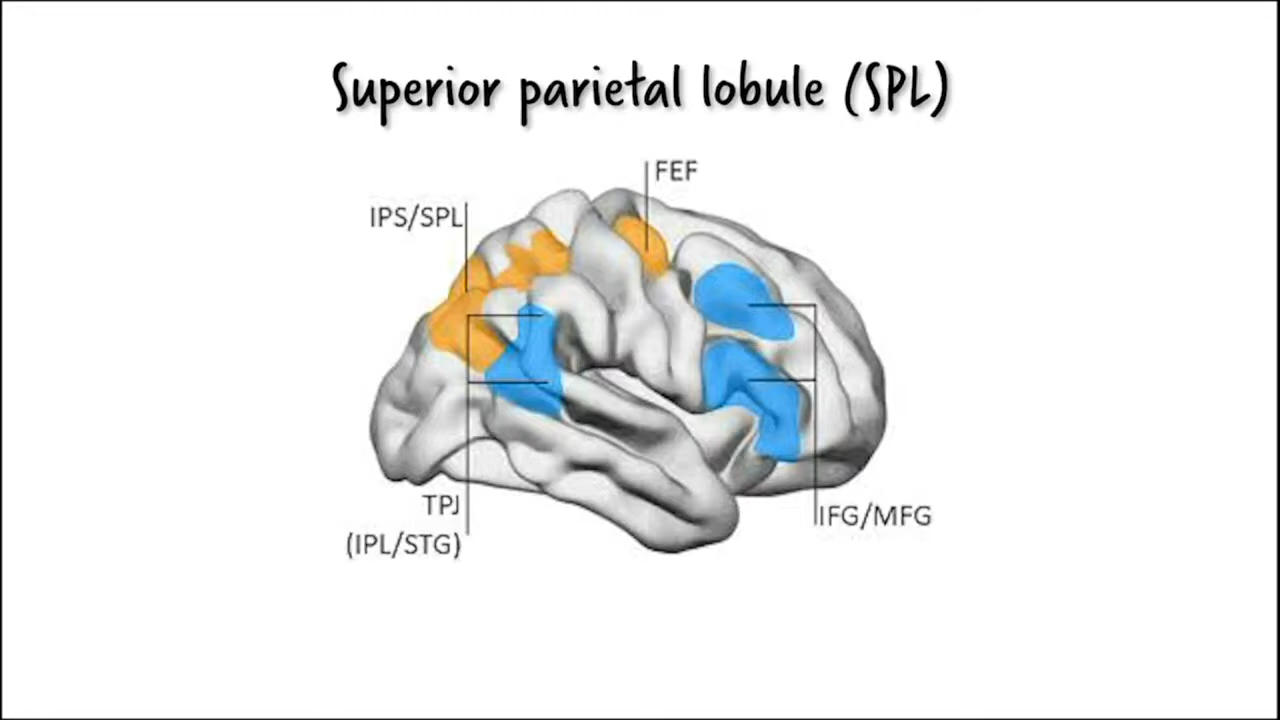 Superior parietal lobule (SPL)
FEF
IPS/SPL
TPJ
(IPL/STG)
IFG/MFG